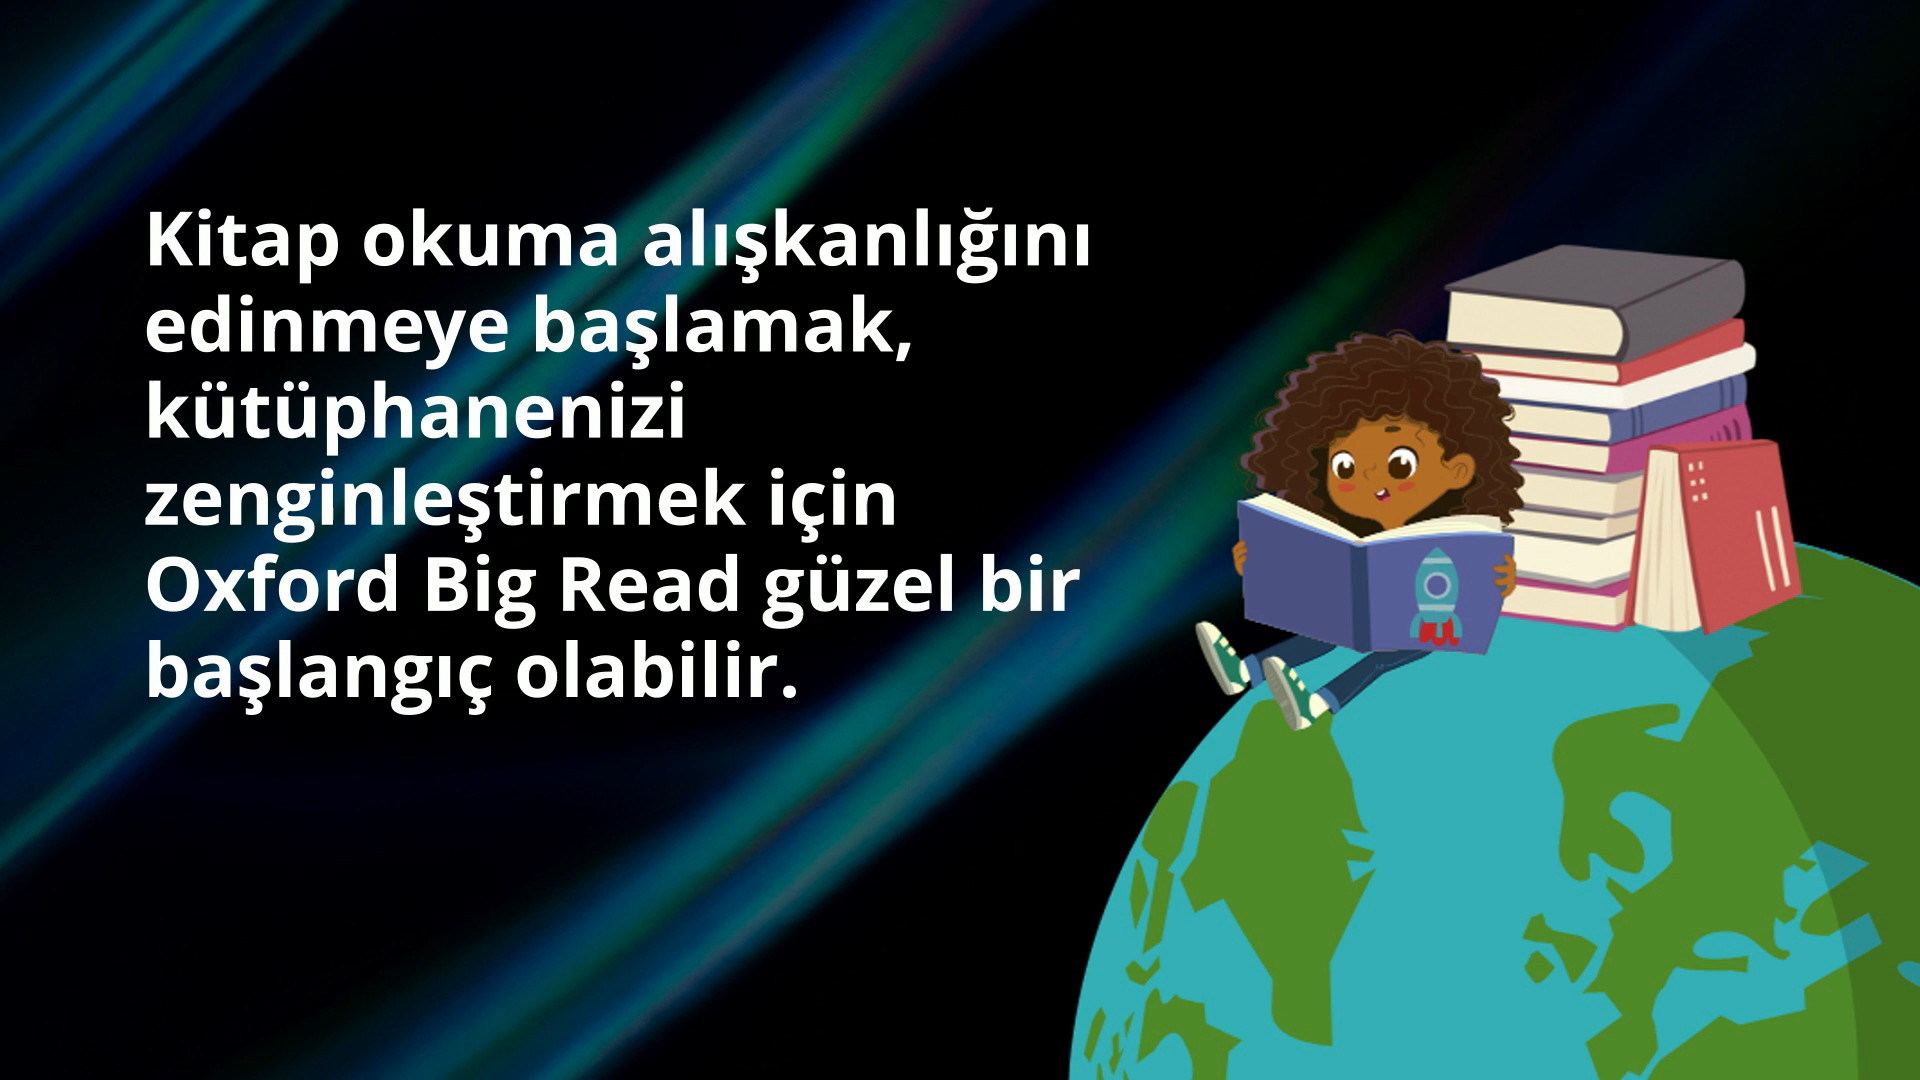 Kitap okuma alışkanlığını
edinmeye başlamak,
kütüphanenizi
zenginleştirmek için
Oxford Big Read güzel bir
başlangıç olabilir.